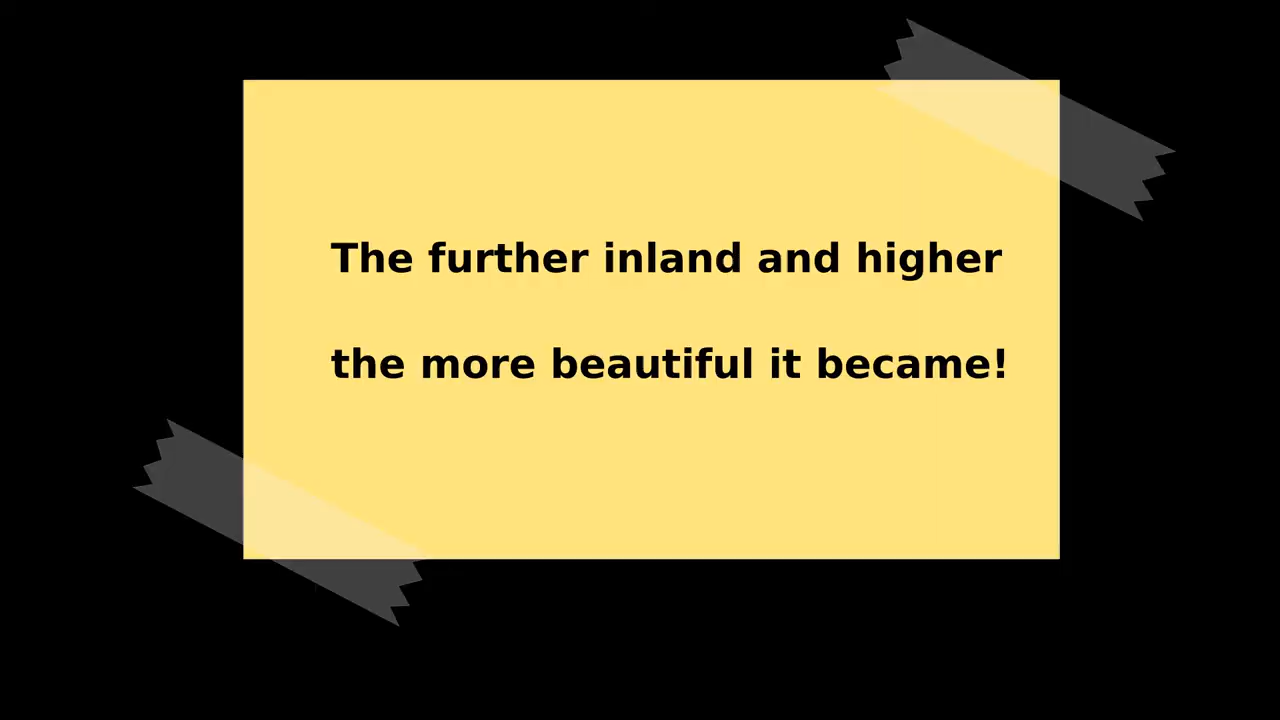 The further inland and higher
the more beautiful it became!